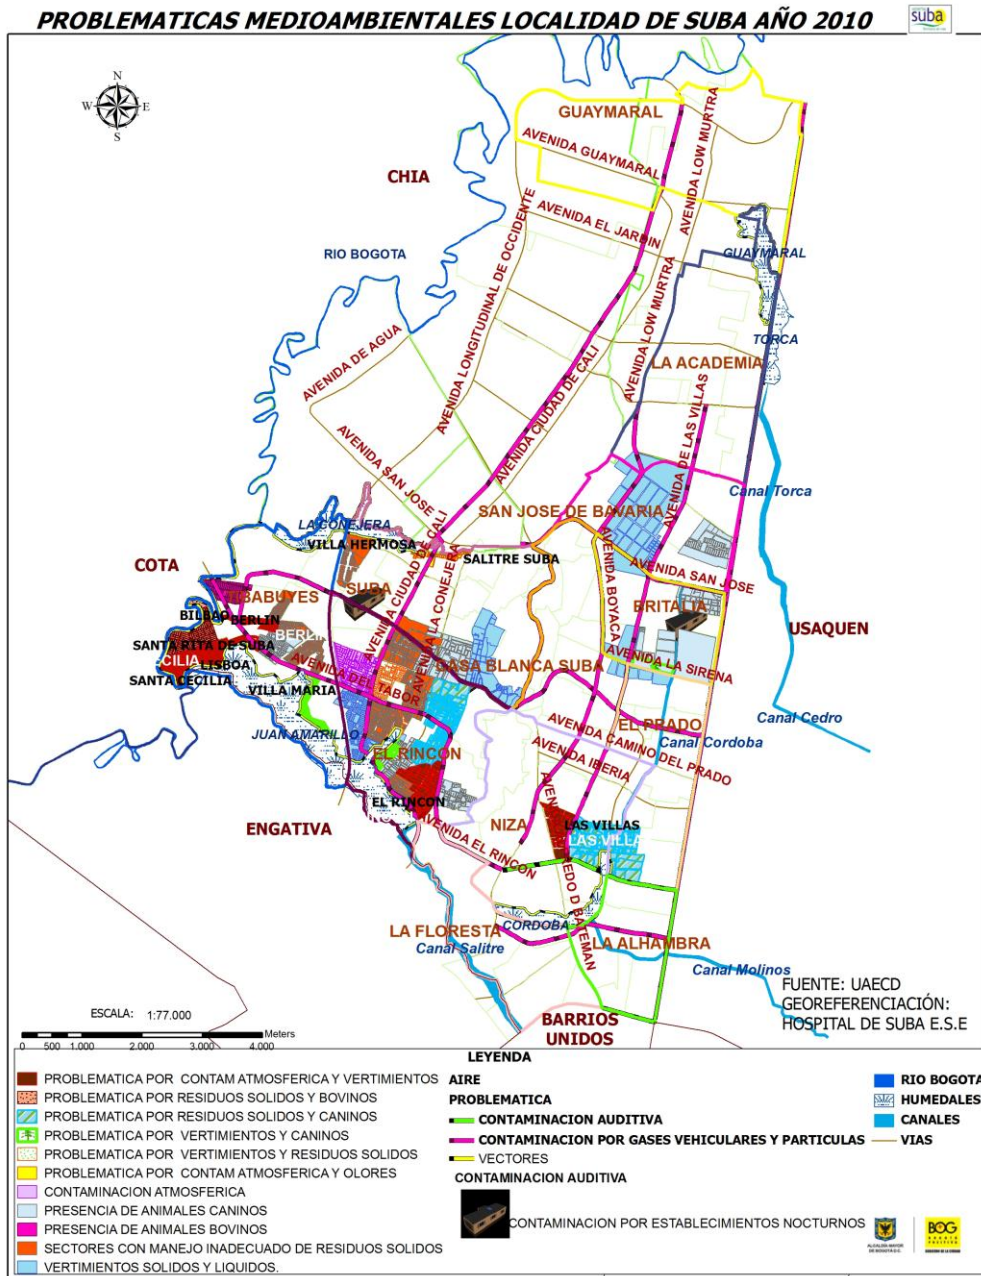 PROBLEMATICAS MEDIOAMBIENTALES LOCALIDAD DE SUBA AÑO 2010
suba
N
W E
S
GUAYMARAL
AVENIDA GUAYMARAL
AVENIDA LOW MURTRA
CHIA
AVENIDA EL JARDIN
AVENIDA LONGITUDINAL DE OCCIDENTE
RIO BOGOTA
GUAYMARAL
AVENIDA LOW MURTRA
AVENIDA DE AGUA
TORCA
LA ACADEMIA
AVENIDA CIUDAD DE CALI
AVENIDA DE LAS VILLAS
AVENIDA SAN JOSE
Canal Torca
SAN JOSE DE BAVARIA
LA CONEJERA
VILLA HERMOSA
SALITRE SUBA
COTA
AVENIDA CIUDAD DE CALI
AVENIDA LA CONEJERA
AVENIDA BOYACA
AVENIDA SAN JOSE
SUBA
TIBABUYES
BRITALIA
BILBAO
BERLIN
BERLIN
USAQUEN
SANTA RITA DE SUBA
CILIA
LISBOA
AVENIDA LA SIRENA
CASA BLANCA SUBA
SANTA CECILIA
AVENIDA DEL TABOR
VILLA MARIA
EL PRADO
Canal Cedro
JUAN AMARILLO
AVENIDA CAMINO DEL PRADO
Canal Cordoba
EL RINCON
AVENIDA IBERIA
EL RINCON
ENGATIVA
NIZA
LAS VILLAS
LAS VILLA
AVENIDA EL RINCON
EDO D BATEMAN
CORDOBA
LA FLORESTA
Canal Salitre
LA ALHAMBRA
Canal Molinos
FUENTE: UAECD
GEOREFERENCIACIÓN:
HOSPITAL DE SUBA E.S.E
ESCALA: 1:77.000
BARRIOS
UNIDOS
Meters
0 500 1.000 2.000 3.000 4.000
LEYENDA
PROBLEMATICA POR CONTAM ATMOSFERICA Y VERTIMIENTOS
PROBLEMATICA POR RESIDUOS SOLIDOS Y BOVINOS
PROBLEMATICA POR RESIDUOS SOLIDOS Y CANINOS
PROBLEMATICA POR VERTIMIENTOS Y CANINOS
PROBLEMATICA POR VERTIMIENTOS Y RESIDUOS SOLIDOS
PROBLEMATICA POR CONTAM ATMOSFERICA Y OLORES
CONTAMINACION ATMOSFERICA
PRESENCIA DE ANIMALES CANINOS
PRESENCIA DE ANIMALES BOVINOS
SECTORES CON MANEJO INADECUADO DE RESIDUOS SOLIDOS
VERTIMIENTOS SOLIDOS Y LIQUIDOS.
AIRE
PROBLEMATICA
CONTAMINACION AUDITIVA
CONTAMINACION POR GASES VEHICULARES Y PARTICULAS
VECTORES
CONTAMINACION AUDITIVA
CONTAMINACION POR ESTABLECIMIENTOS NOCTURNOS
RIO BOGOTA
HUMEDALES
CANALES
VIAS
ALCALDIA MAYOR
DE BOGOTA D.C.
BOG